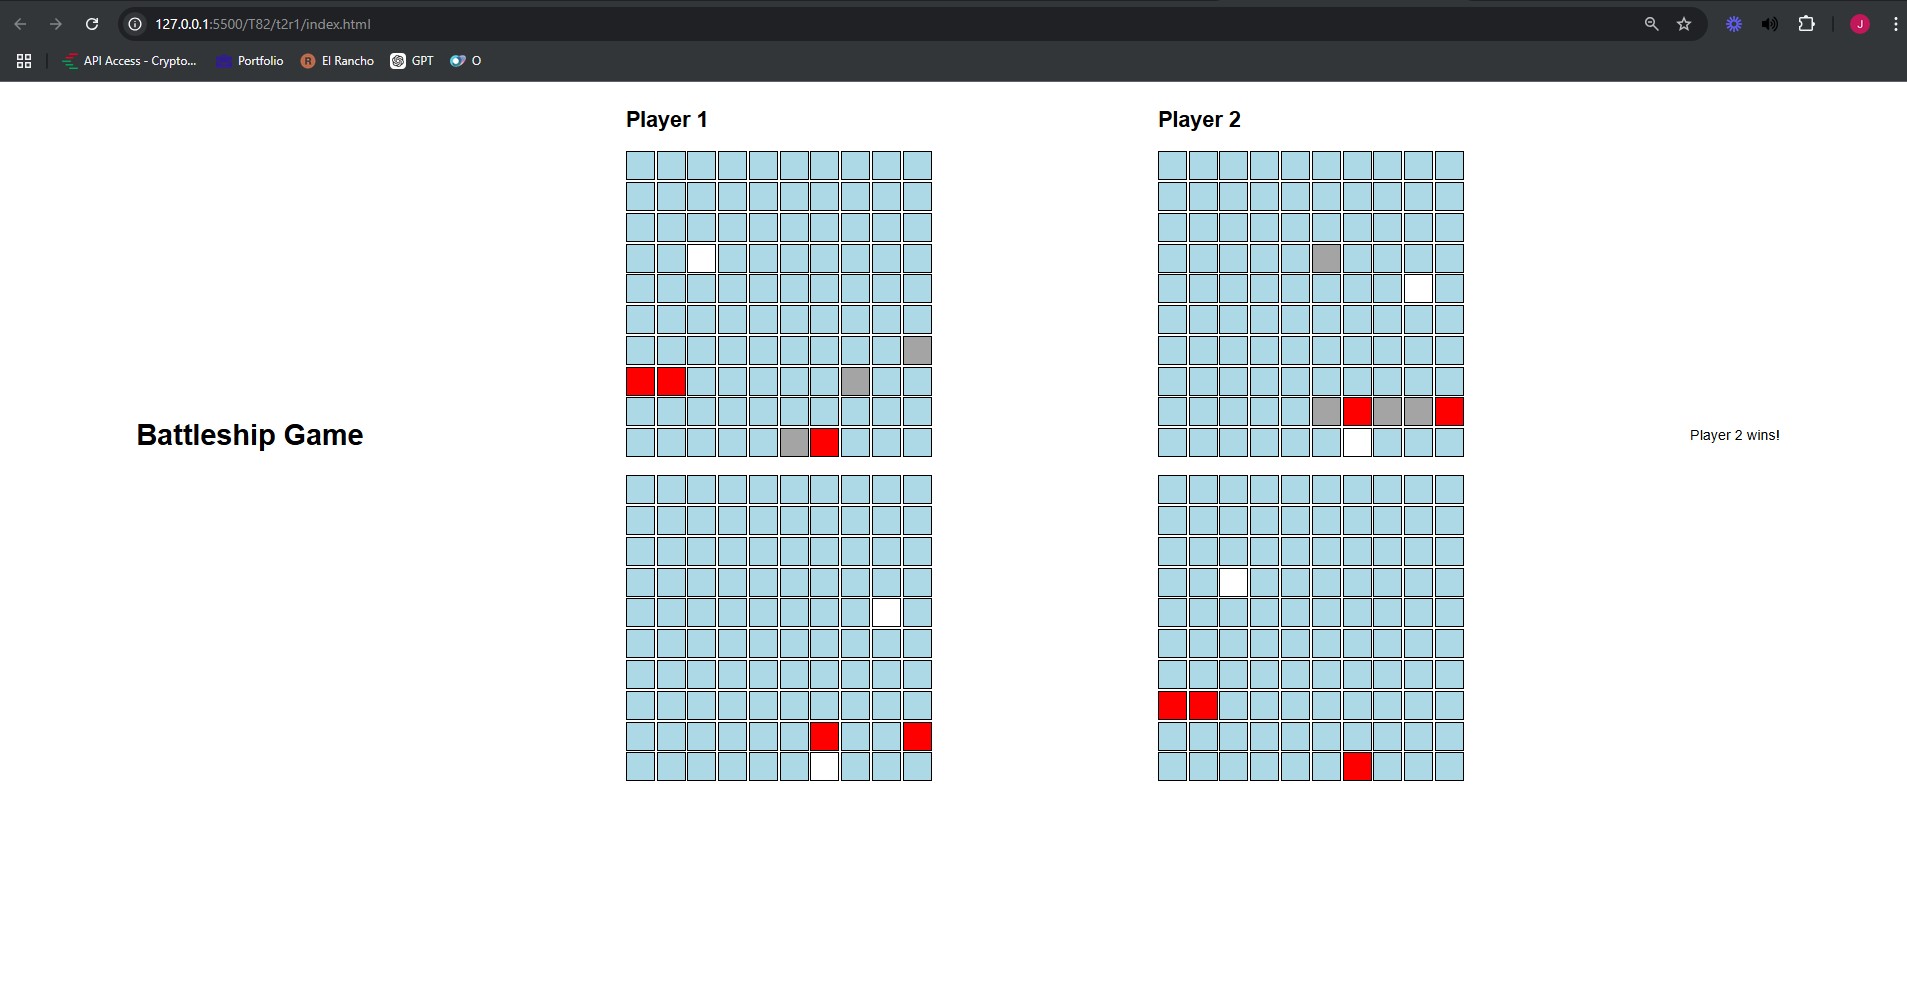 127.0.0.1:5500/T82/t2r1/index.html
J
API Access - Crypto...
Portfolio
R
El Rancho
GPT
O
Player 1
Player 2
Battleship Game
Player 2 wins!